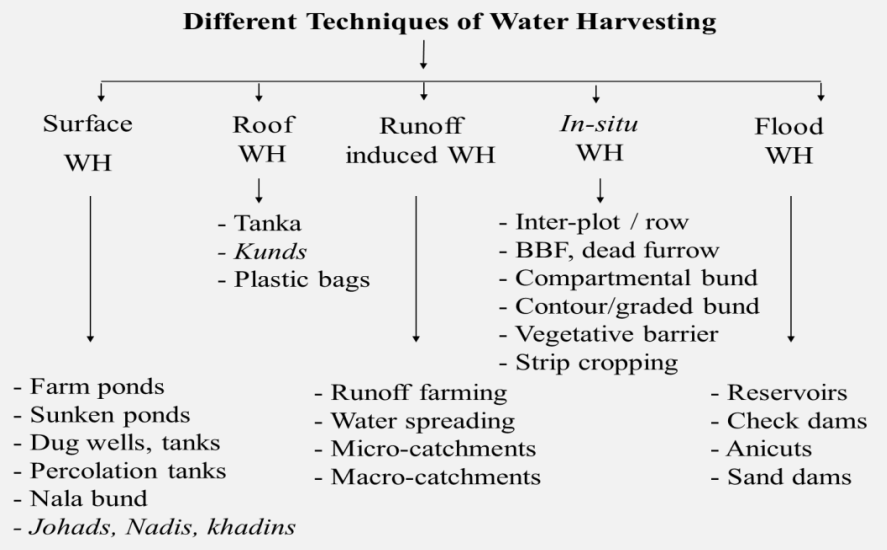 Different Techniques of Water Harvesting
Surface
WH
Roof
WH
Runoff
induced WH
In-situ
WH
Flood
WH
- Tanka
- Kunds
- Plastic bags
- Inter-plot / row
- BBF, dead furrow
- Compartmental bund
- Contour/graded bund
- Vegetative barrier
- Strip cropping
- Farm ponds
- Sunken ponds
- Dug wells, tanks
- Percolation tanks
- Nala bund
- Johads, Nadis, khadins
- Runoff farming
- Water spreading
- Micro-catchments
- Macro-catchments
- Reservoirs
- Check dams
- Anicuts
- Sand dams